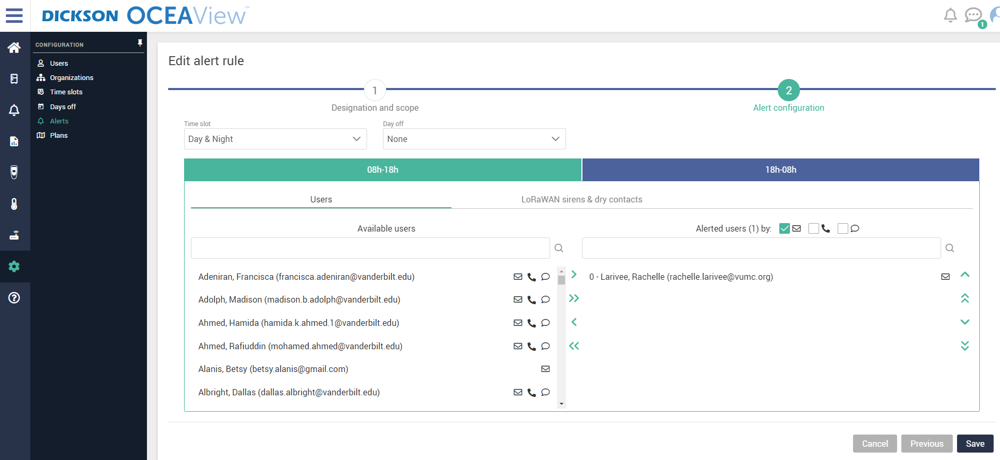 DICKSON OCEAView™
1
CONFIGURATION
Users
Organizations
Time slots
Days off
Alerts
Plans
Edit alert rule
1
2
Designation and scope
Alert configuration
Time slot
Day off
Day & Night
None
08h-18h
18h-08h
Users
LoRaWAN sirens & dry contacts
Available users
Alerted users (1) by:
Adeniran, Francisca (francisca.adeniran@vanderbilt.edu)
0 - Larivee, Rachelle (rachelle.larivee@vumc.org)
Adolph, Madison (madison.b.adolph@vanderbilt.edu)
Ahmed, Hamida (hamida.k.ahmed.1@vanderbilt.edu)
Ahmed, Rafiuddin (mohamed.ahmed@vanderbilt.edu)
Alanis, Betsy (betsy.alanis@gmail.com)
Albright, Dallas (dallas.albright@vanderbilt.edu)
Cancel
Previous
Save